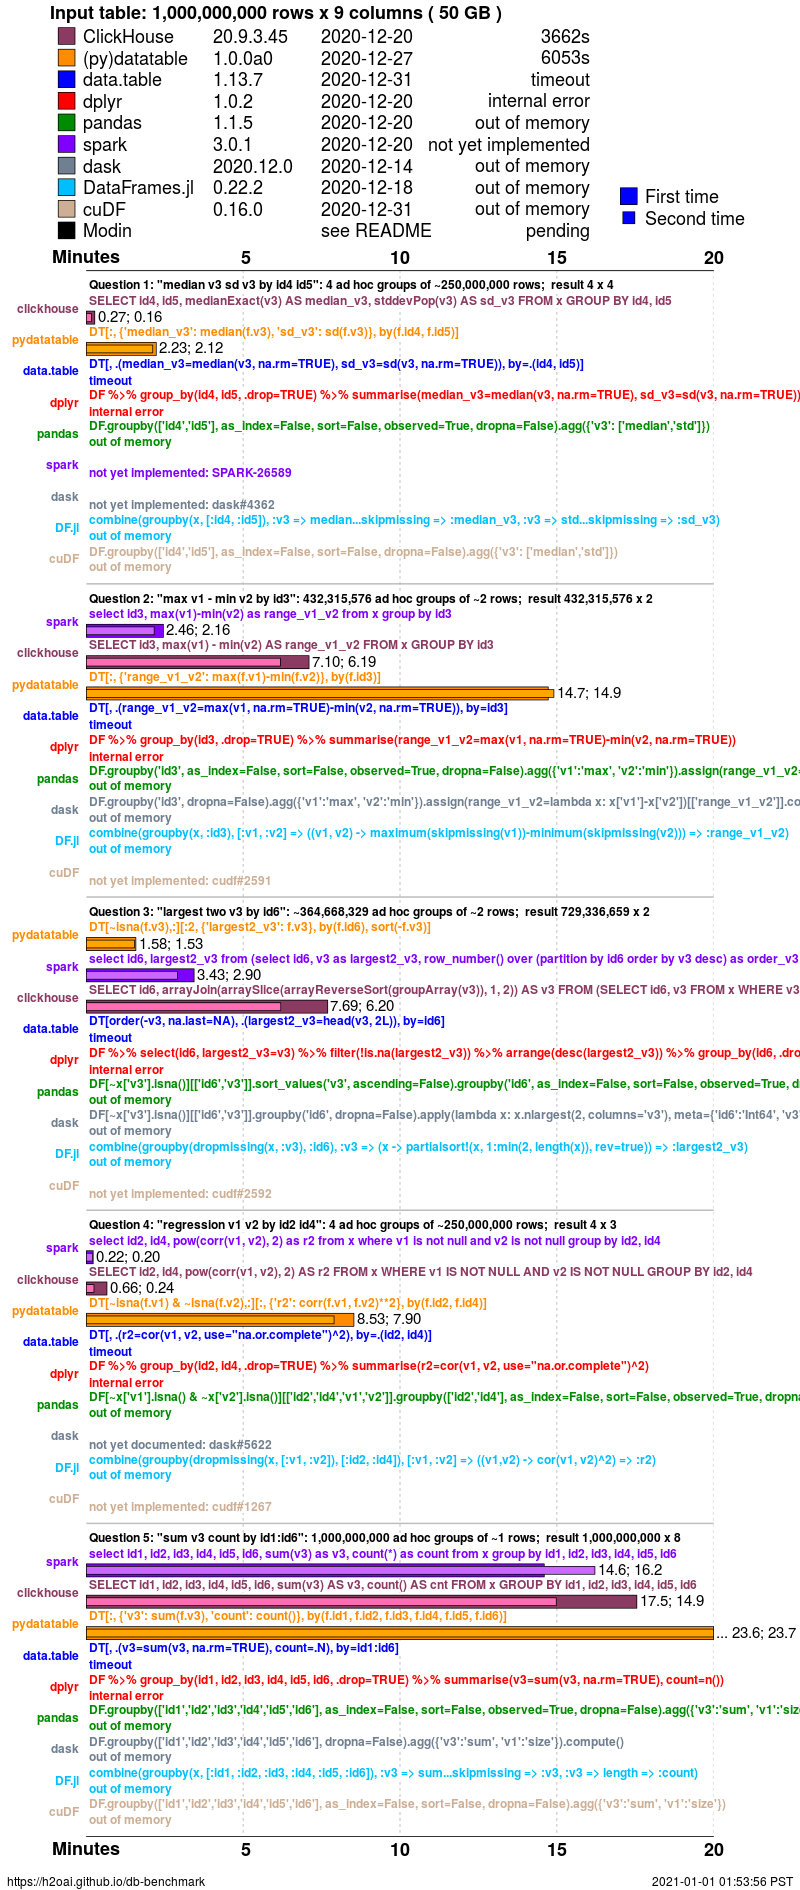 Input table: 1,000,000,000 rows x 9 columns ( 50 GB )
ClickHouse 20.9.3.45 2020-12-20 3662s
(py)datatable 1.0.0a0 2020-12-27 6053s
data.table 1.13.7 2020-12-31 timeout
dplyr 1.0.2 2020-12-20 internal error
pandas 1.1.5 2020-12-20 out of memory
spark 3.0.1 2020-12-20 not yet implemented
dask 2020.12.0 2020-12-14 out of memory
DataFrames.jl 0.22.2 2020-12-18 out of memory
cuDF 0.16.0 2020-12-31 out of memory
Modin see README pending
First time
Second time
Minutes 5 10 15 20
Question 1: "median v3 sd v3 by id4 id5": 4 ad hoc groups of ~250,000,000 rows; result 4 x 4
SELECT id4, id5, medianExact(v3) AS median_v3, stddevPop(v3) AS sd_v3 FROM x GROUP BY id4, id5
clickhouse 0.27; 0.16
DT[:, {'median_v3': median(f.v3), 'sd_v3': sd(f.v3)}, by(f.id4, f.id5)]
pydatatable 2.23; 2.12
DT[, .(median_v3=median(v3, na.rm=TRUE), sd_v3=sd(v3, na.rm=TRUE)), by=.(id4, id5)]
data.table timeout
DF %>% group_by(id4, id5, .drop=TRUE) %>% summarise(median_v3=median(v3, na.rm=TRUE), sd_v3=sd(v3, na.rm=TRUE))
dplyr internal error
DF.groupby(['id4','id5'], as_index=False, sort=False, observed=True, dropna=False).agg({'v3': ['median','std']})
pandas out of memory
spark not yet implemented: SPARK-26589
dask not yet implemented: dask#4362
combine(groupby(x, [:id4, :id5]), :v3 => median...skipmissing => :median_v3, :v3 => std...skipmissing => :sd_v3)
DF.jl out of memory
DF.groupby(['id4','id5'], as_index=False, sort=False, dropna=False).agg({'v3': ['median','std']})
cuDF out of memory
Question 2: "max v1 - min v2 by id3": 432,315,576 ad hoc groups of ~2 rows; result 432,315,576 x 2
select id3, max(v1)-min(v2) as range_v1_v2 from x group by id3
spark 2.46; 2.16
SELECT id3, max(v1) - min(v2) AS range_v1_v2 FROM x GROUP BY id3
clickhouse 7.10; 6.19
DT[:, {'range_v1_v2': max(f.v1)-min(f.v2)}, by(f.id3)]
pydatatable 14.7; 14.9
DT[, .(range_v1_v2=max(v1, na.rm=TRUE)-min(v2, na.rm=TRUE)), by=id3]
data.table timeout
DF %>% group_by(id3, .drop=TRUE) %>% summarise(range_v1_v2=max(v1, na.rm=TRUE)-min(v2, na.rm=TRUE))
dplyr internal error
DF.groupby('id3', as_index=False, sort=False, observed=True, dropna=False).agg({'v1':'max', 'v2':'min'}).assign(range_v1_v2=
pandas out of memory
DF.groupby('id3', dropna=False).agg({'v1':'max', 'v2':'min'}).assign(range_v1_v2=lambda x: x['v1']-x['v2'])[['range_v1_v2']].co
dask out of memory
combine(groupby(x, :id3), [:v1, :v2] => ((v1, v2) -> maximum(skipmissing(v1))-minimum(skipmissing(v2))) => :range_v1_v2)
DF.jl out of memory
cuDF not yet implemented: cudf#2591
Question 3: "largest two v3 by id6": ~364,668,329 ad hoc groups of ~2 rows; result 729,336,659 x 2
DT[~isna(f.v3),:][:2, {'largest2_v3': f.v3}, by(f.id6), sort(-f.v3)]
pydatatable 1.58; 1.53
select id6, largest2_v3 from (select id6, v3 as largest2_v3, row_number() over (partition by id6 order by v3 desc) as order_v3
spark 3.43; 2.90
SELECT id6, arrayJoin(arraySlice(arrayReverseSort(groupArray(v3)), 1, 2)) AS v3 FROM (SELECT id6, v3 FROM x WHERE v3
clickhouse 7.69; 6.20
DT[order(-v3, na.last=NA), .(largest2_v3=head(v3, 2L)), by=id6]
data.table timeout
DF %>% select(id6, largest2_v3=v3) %>% filter(!is.na(largest2_v3)) %>% arrange(desc(largest2_v3)) %>% group_by(id6, .dro
dplyr internal error
DF[~x['v3'].isna()][['id6','v3']].sort_values('v3', ascending=False).groupby('id6', as_index=False, sort=False, observed=True, d
pandas out of memory
DF[~x['v3'].isna()][['id6','v3']].groupby('id6', dropna=False).apply(lambda x: x.nlargest(2, columns='v3'), meta={'id6':'Int64', 'v3'
dask out of memory
combine(groupby(dropmissing(x, :v3), :id6), :v3 => (x -> partialsort!(x, 1:min(2, length(x)), rev=true)) => :largest2_v3)
DF.jl out of memory
cuDF not yet implemented: cudf#2592
Question 4: "regression v1 v2 by id2 id4": 4 ad hoc groups of ~250,000,000 rows; result 4 x 3
select id2, id4, pow(corr(v1, v2), 2) as r2 from x where v1 is not null and v2 is not null group by id2, id4
spark 0.22; 0.20
SELECT id2, id4, pow(corr(v1, v2), 2) AS r2 FROM x WHERE v1 IS NOT NULL AND v2 IS NOT NULL GROUP BY id2, id4
clickhouse 0.66; 0.24
DT[~isna(f.v1) & ~isna(f.v2),:][:, {'r2': corr(f.v1, f.v2)**2}, by(f.id2, f.id4)]
pydatatable 8.53; 7.90
DT[, .(r2=cor(v1, v2, use="na.or.complete")^2), by=.(id2, id4)]
data.table timeout
DF %>% group_by(id2, id4, .drop=TRUE) %>% summarise(r2=cor(v1, v2, use="na.or.complete")^2)
dplyr internal error
DF[~x['v1'].isna() & ~x['v2'].isna()][['id2','id4','v1','v2']].groupby(['id2','id4'], as_index=False, sort=False, observed=True, dropna
pandas out of memory
dask not yet documented: dask#5622
combine(groupby(dropmissing(x, [:v1, :v2]), [:id2, :id4]), [:v1, :v2] => ((v1,v2) -> cor(v1, v2)^2) => :r2)
DF.jl out of memory
cuDF not yet implemented: cudf#1267
Question 5: "sum v3 count by id1:id6": 1,000,000,000 ad hoc groups of ~1 rows; result 1,000,000,000 x 8
select id1, id2, id3, id4, id5, id6, sum(v3) as v3, count(*) as count from x group by id1, id2, id3, id4, id5, id6
spark 14.6; 16.2
SELECT id1, id2, id3, id4, id5, id6, sum(v3) AS v3, count() AS cnt FROM x GROUP BY id1, id2, id3, id4, id5, id6
clickhouse 17.5; 14.9
DT[:, {'v3': sum(f.v3), 'count': count()}, by(f.id1, f.id2, f.id3, f.id4, f.id5, f.id6)]
pydatatable ... 23.6; 23.7
DT[, .(v3=sum(v3, na.rm=TRUE), count=.N), by=id1:id6]
data.table timeout
DF %>% group_by(id1, id2, id3, id4, id5, id6, .drop=TRUE) %>% summarise(v3=sum(v3, na.rm=TRUE), count=n())
dplyr internal error
DF.groupby(['id1','id2','id3','id4','id5','id6'], as_index=False, sort=False, observed=True, dropna=False).agg({'v3':'sum', 'v1':'size
pandas out of memory
DF.groupby(['id1','id2','id3','id4','id5','id6'], dropna=False).agg({'v3':'sum', 'v1':'size'}).compute()
dask out of memory
combine(groupby(x, [:id1, :id2, :id3, :id4, :id5, :id6]), :v3 => sum...skipmissing => :v3, :v3 => length => :count)
DF.jl out of memory
DF.groupby(['id1','id2','id3','id4','id5','id6'], as_index=False, sort=False, dropna=False).agg({'v3':'sum', 'v1':'size'})
cuDF out of memory
Minutes 5 10 15 20
https://h2oai.github.io/db-benchmark 2021-01-01 01:53:56 PST